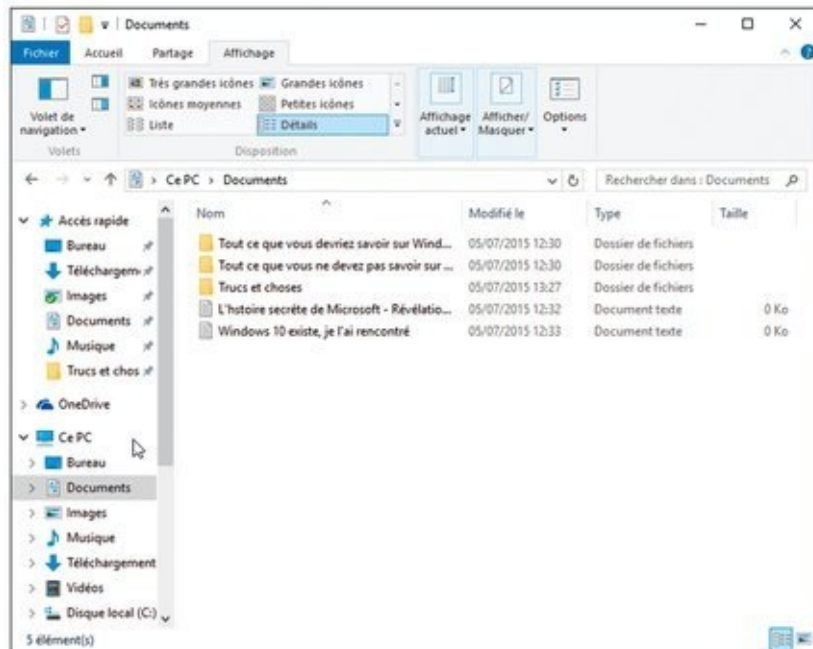 Documents
Fichier Accueil Partage Affichage
Volet de navigation
Très grandes icônes Grandes icônes
Icônes moyennes Petites icônes
Liste Détails
Affichage actuel
Afficher/ Masquer
Options
Volets Disposition
Ce PC > Documents
Rechercher dans : Documents
Nom Modifié le Type Taille
Tout ce que vous devriez savoir sur Wind... 05/07/2015 12:30 Dossier de fichiers
Tout ce que vous ne devez pas savoir sur ... 05/07/2015 12:30 Dossier de fichiers
Trucs et choses 05/07/2015 13:27 Dossier de fichiers
L'hstoire secrète de Microsoft - Révélatio... 05/07/2015 12:32 Document texte 0 Ko
Windows 10 existe, je l'ai rencontré 05/07/2015 12:33 Document texte 0 Ko
Accès rapide
Bureau
Téléchargem
Images
Documents
Musique
Trucs et chos
OneDrive
Ce PC
Bureau
Documents
Images
Musique
Téléchargement
Vidéos
Disque local (C:)
5 élément(s)